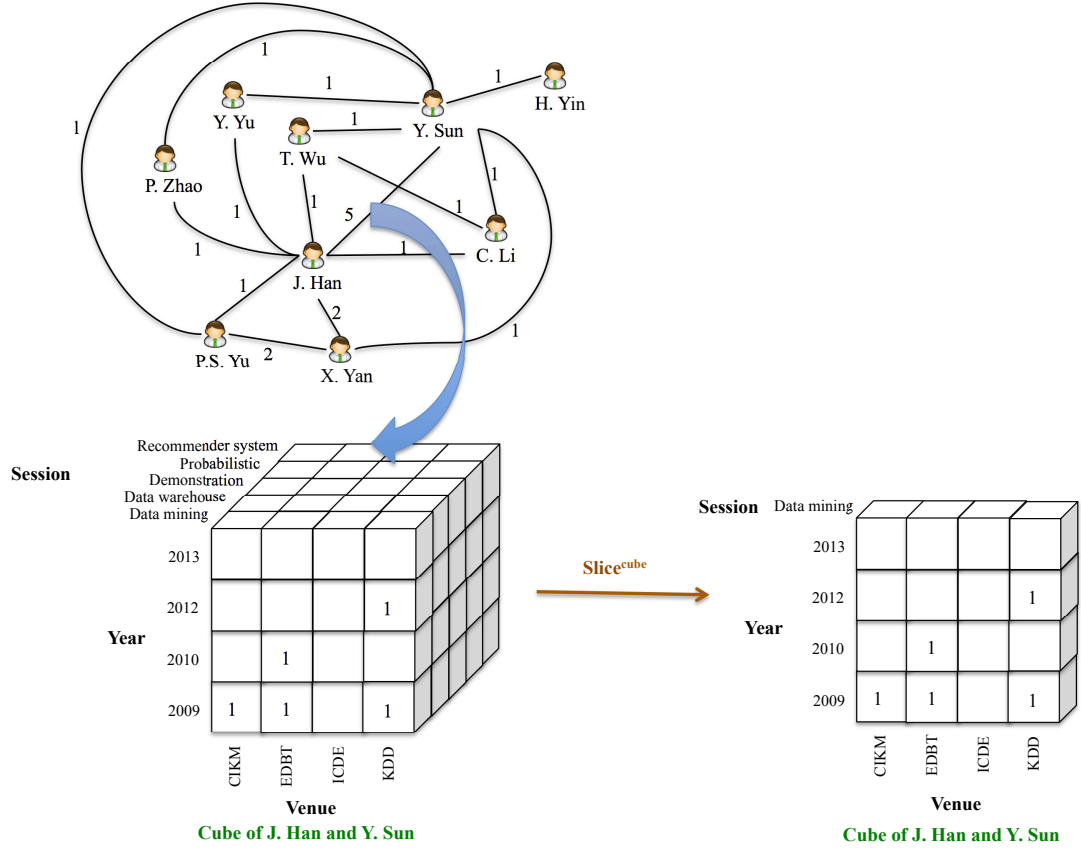 1
1
1
H. Yin
1
Y. Yu
1
Y. Sun
T. Wu
P. Zhao
1
1
1
1
5
1
C. Li
1
J. Han
1
2
1
P.S. Yu
2
X. Yan
Recommender system
Probabilistic
Demonstration
Data warehouse
Data mining
Session
2013
2012
1
Year
2010
1
2009
1
1
1
CIKM
EDBT
ICDE
KDD
Venue
Cube of J. Han and Y. Sun
Slice^cube
Session
Data mining
2013
2012
1
Year
2010
1
2009
1
1
1
CIKM
EDBT
ICDE
KDD
Venue
Cube of J. Han and Y. Sun